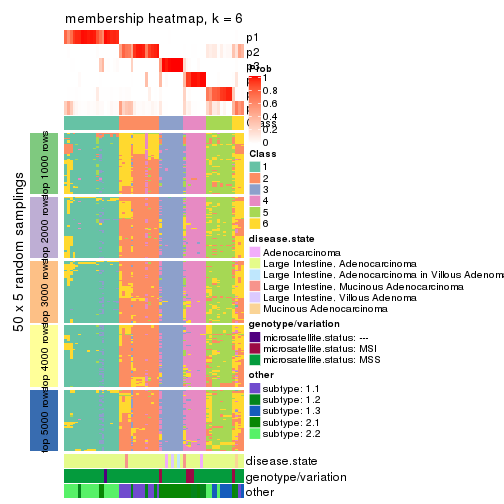 membership heatmap, k = 6
p1
p2
p3
Prob
1
0.8
0.6
0.4
0.2
0
Class
1
2
3
4
5
6
50 x 5 random samplings
top 1000 rows
top 2000 rows
top 3000 rows
top 4000 rows
top 5000 rows
disease.state
Adenocarcinoma
Large Intestine. Adenocarcinoma
Large Intestine. Adenocarcinoma in Villous Adenoma
Large Intestine. Mucinous Adenocarcinoma
Large Intestine. Villous Adenoma
Mucinous Adenocarcinoma
genotype/variation
microsatellite.status: ---
microsatellite.status: MSI
microsatellite.status: MSS
other
subtype: 1.1
subtype: 1.2
subtype: 1.3
subtype: 2.1
subtype: 2.2
disease.state
genotype/variation
other